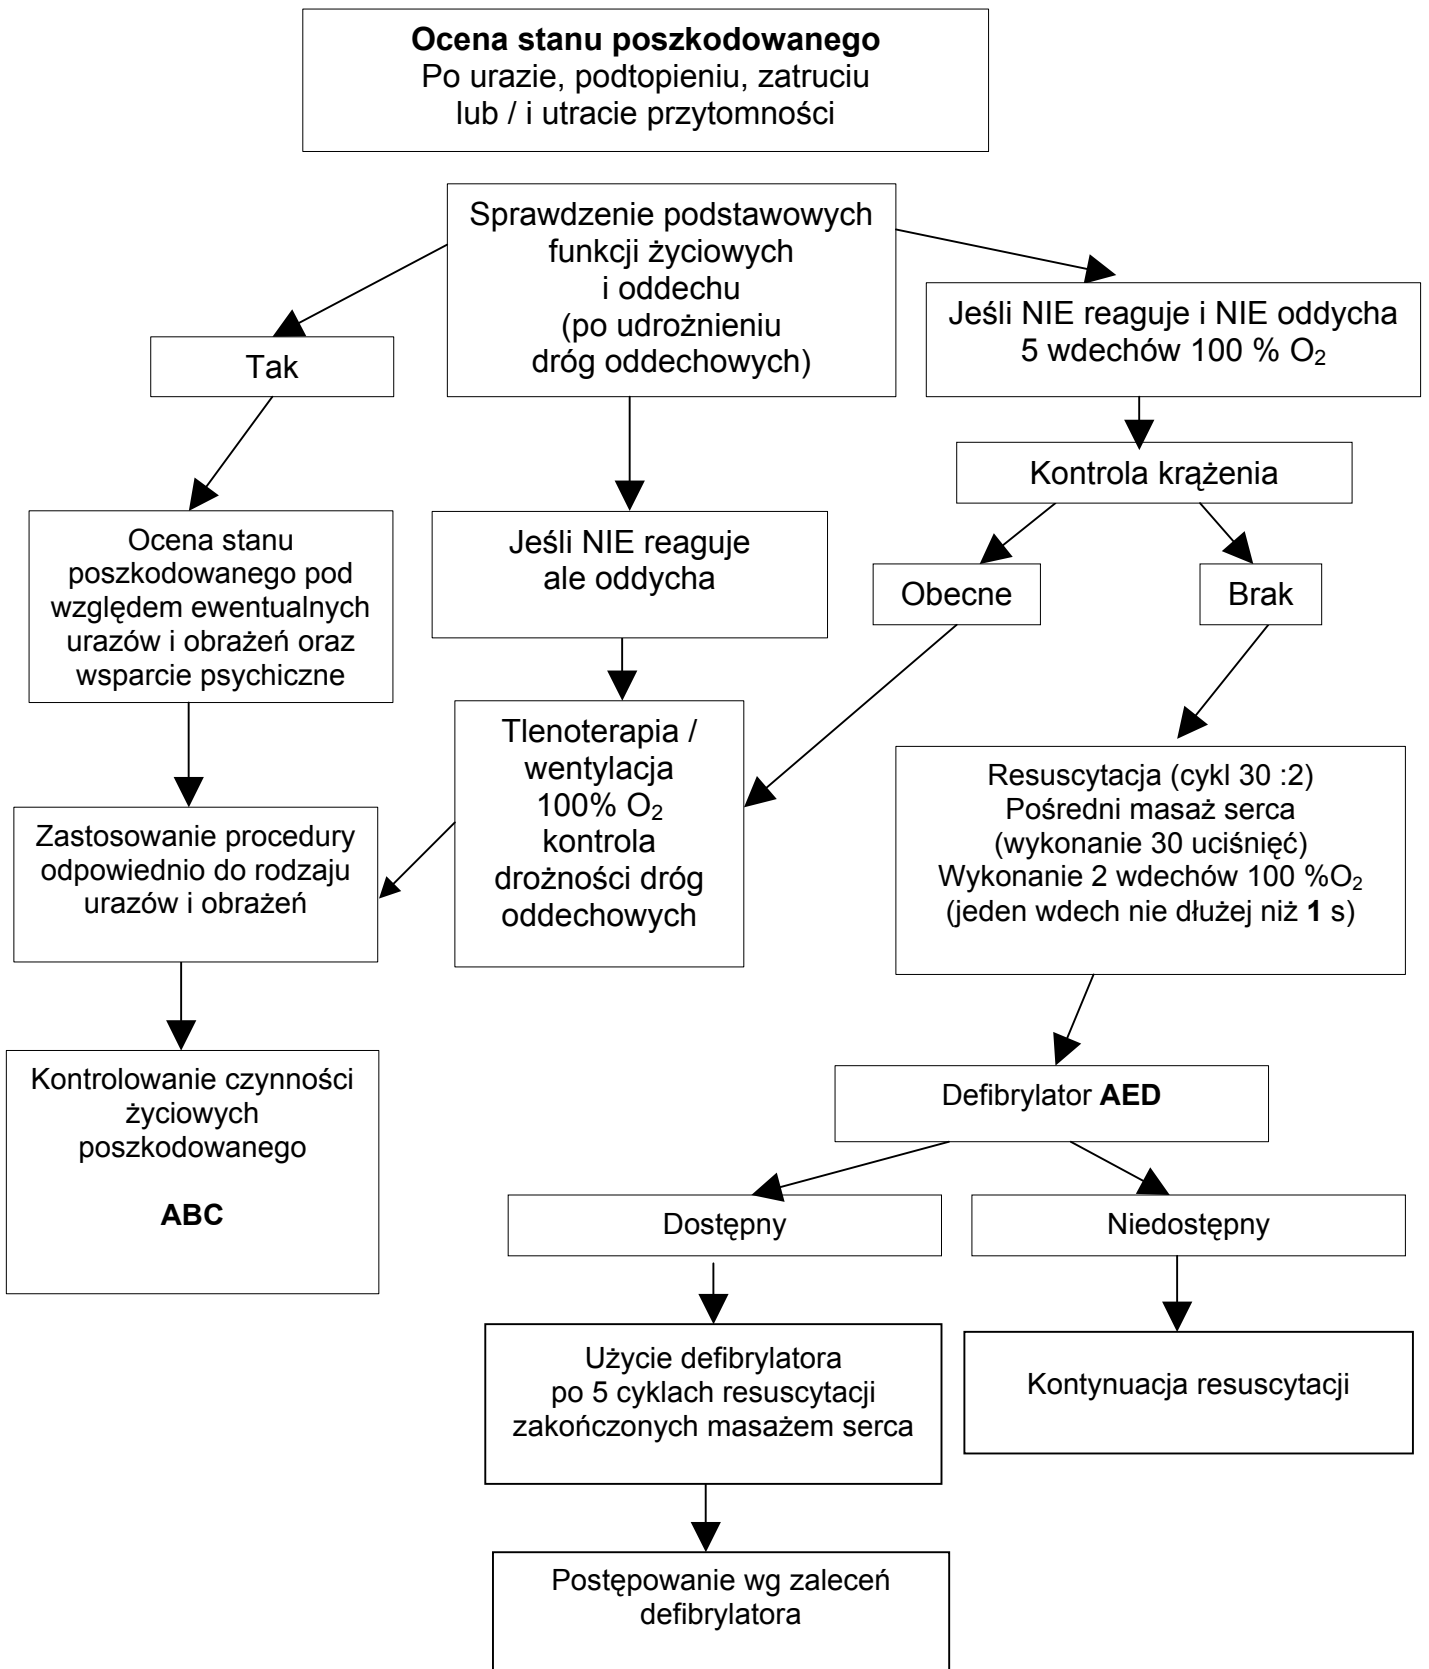 Ocena stanu poszkodowanego
Po urazie, podtopieniu, zatruciu
lub / i utracie przytomności
Sprawdzenie podstawowych
funkcji życiowych
i oddechu
(po udrożnieniu
dróg oddechowych)
Jeśli NIE reaguje i NIE oddycha
5 wdechów 100 % O₂
Tak
Kontrola krążenia
Ocena stanu
poszkodowanego pod
względem ewentualnych
urazów i obrażeń oraz
wsparcie psychiczne
Jeśli NIE reaguje
ale oddycha
Obecne
Brak
Tlenoterapia /
wentylacja
100% O₂
kontrola
drożności dróg
oddechowych
Resuscytacja (cykl 30 :2)
Pośredni masaż serca
(wykonanie 30 uciśnięć)
Wykonanie 2 wdechów 100 %O₂
(jeden wdech nie dłużej niż 1 s)
Zastosowanie procedury
odpowiednio do rodzaju
urazów i obrażeń
Kontrolowanie czynności
życiowych
poszkodowanego
ABC
Defibrylator AED
Dostępny
Niedostępny
Użycie defibrylatora
po 5 cyklach resuscytacji
zakończonych masażem serca
Kontynuacja resuscytacji
Postępowanie wg zaleceń
defibrylatora